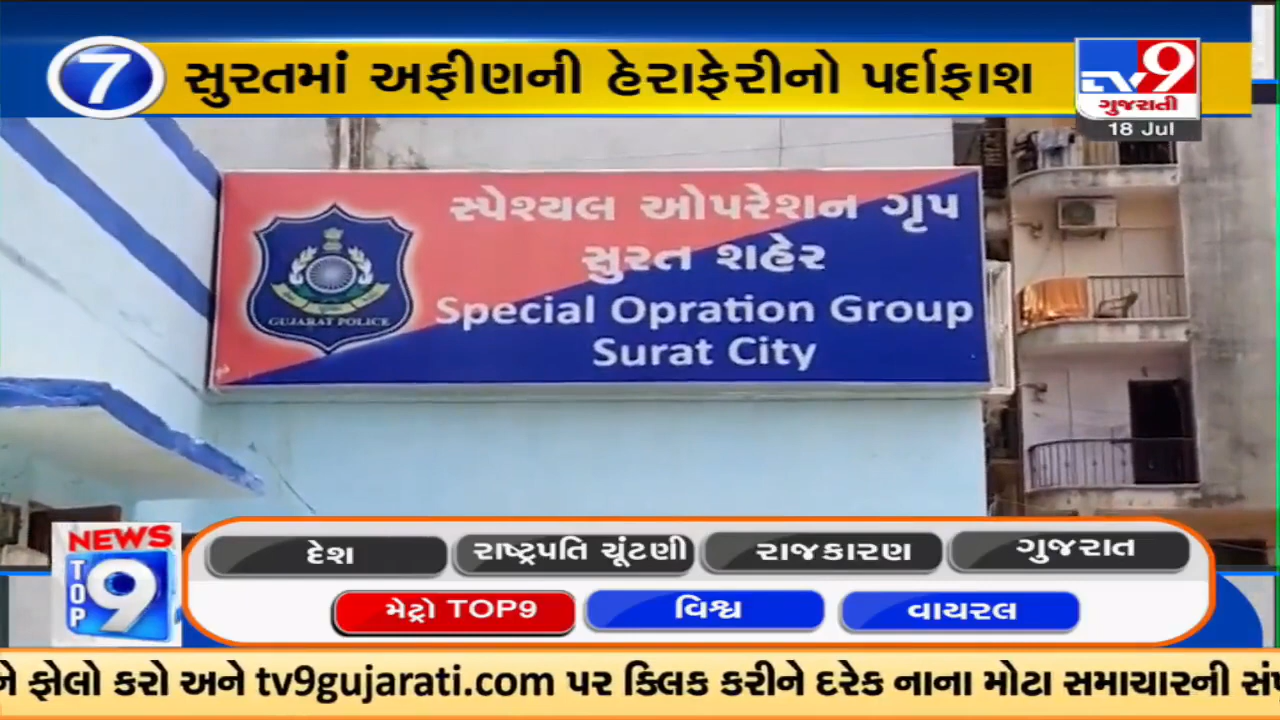 7 સુરતમાં અફીણની હેરાફેરીનો પર્દાફાશ
TV9
ગુજરાતી
18 Jul
સ્પેશ્યલ ઓપરેશન ગૃપ
સુરત શહેર
Special Opration Group
Surat City
GUJARAT POLICE
NEWS
TOP 9
દેશ રાષ્ટ્રપતિ ચૂંટણી રાજકારણ ગુજરાત
મેટ્રો TOP9 વિશ્વ વાયરલ
ને ફોલો કરો અને tv9gujarati.com પર ક્લિક કરીને દરેક નાના મોટા સમાચારની